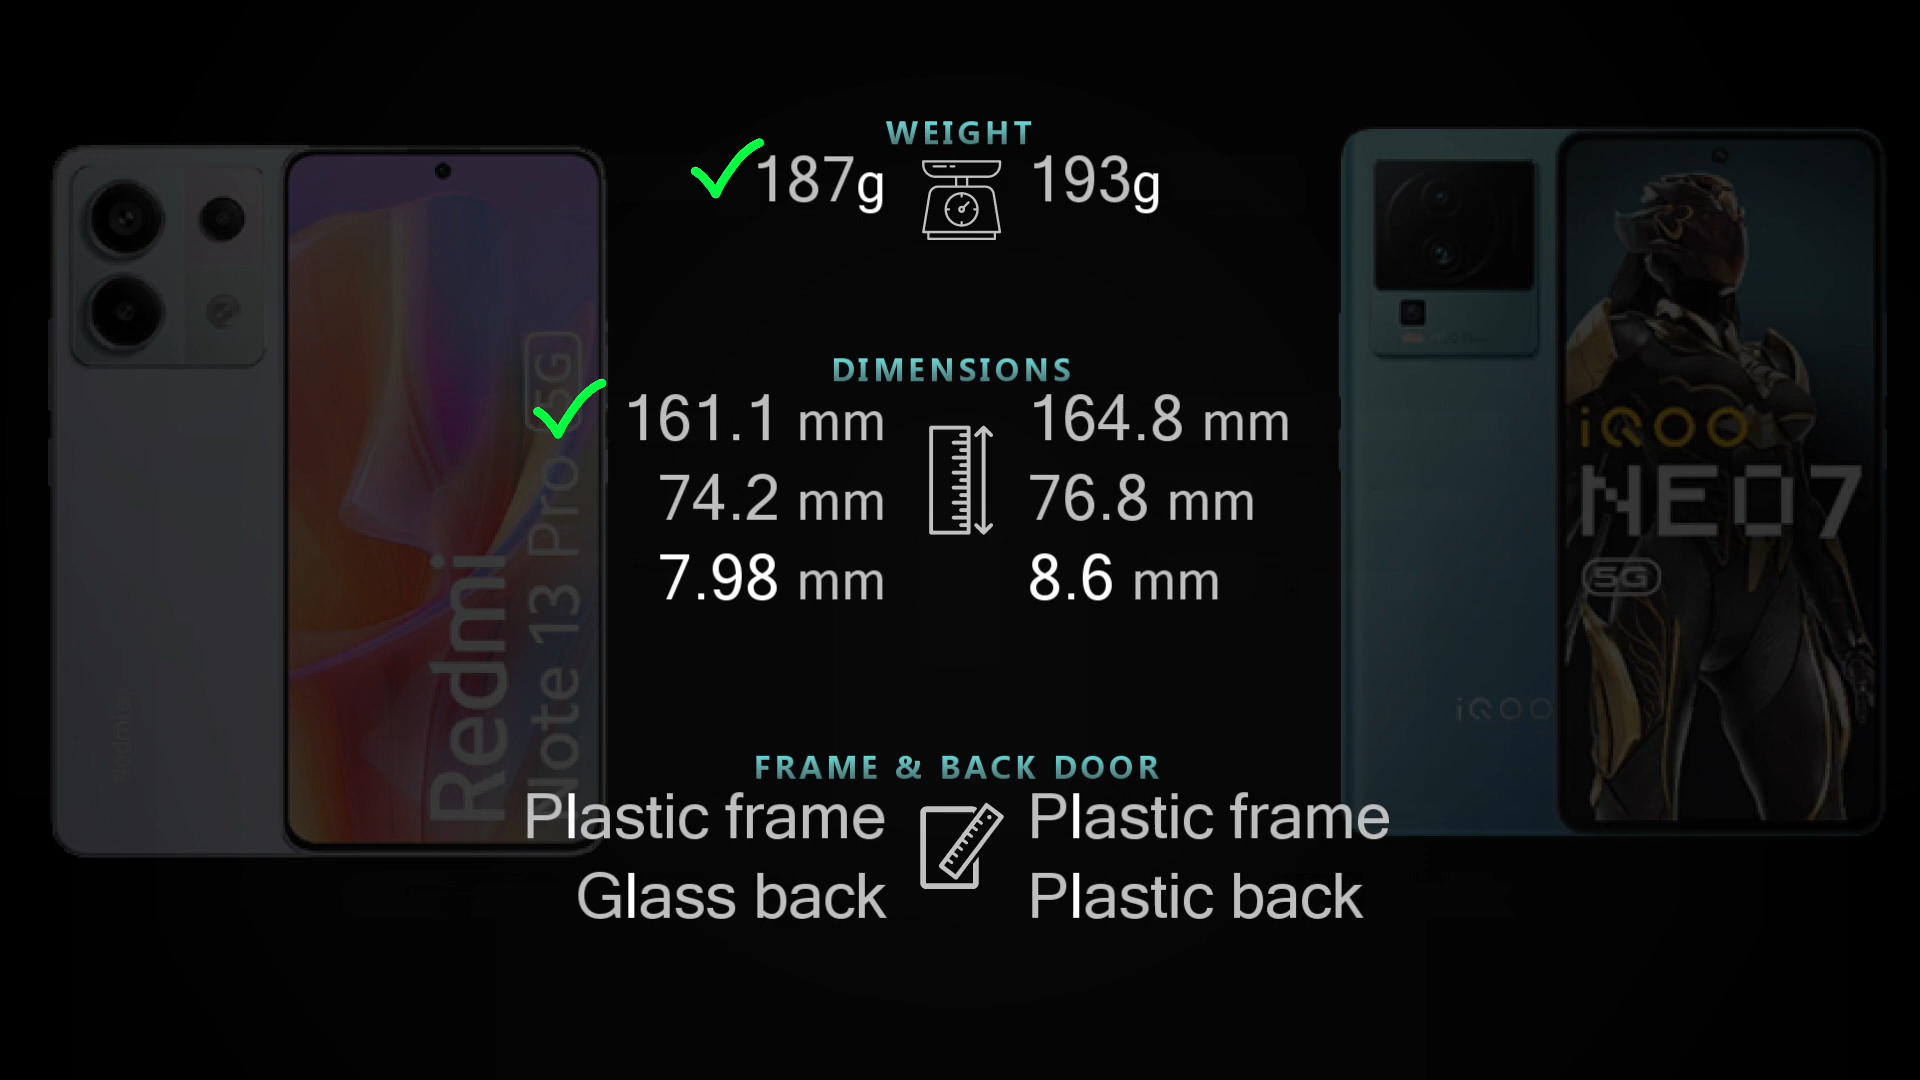 WEIGHT
187g 193g
DIMENSIONS
161.1 mm 164.8 mm
74.2 mm 76.8 mm
7.98 mm 8.6 mm
FRAME & BACK DOOR
Plastic frame Plastic frame
Glass back Plastic back
Redmi
Note 13 Pro 5G
Redmi
iQOO
NEO7
5G
iQOO